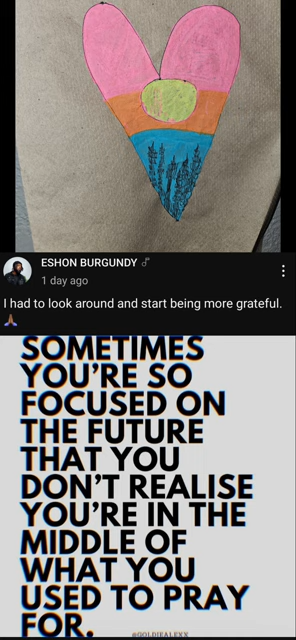 ESHON BURGUNDY
1 day ago
I had to look around and start being more grateful.
SOMETIMES
YOU'RE SO
FOCUSED ON
THE FUTURE
THAT YOU
DON'T REALISE
YOU'RE IN THE
MIDDLE OF
WHAT YOU
USED TO PRAY
FOR.
@GOLDIEALEXX